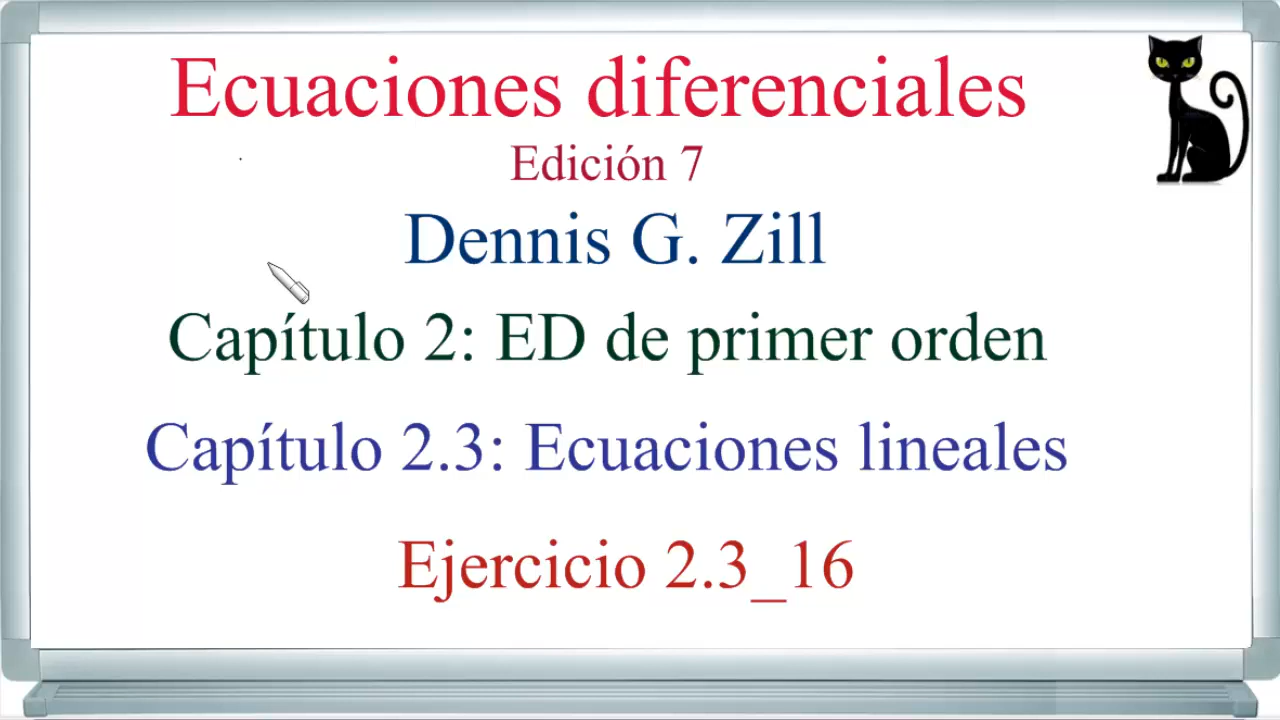 Ecuaciones diferenciales
Edición 7
Dennis G. Zill
Capítulo 2: ED de primer orden
Capítulo 2.3: Ecuaciones lineales
Ejercicio 2.3_16